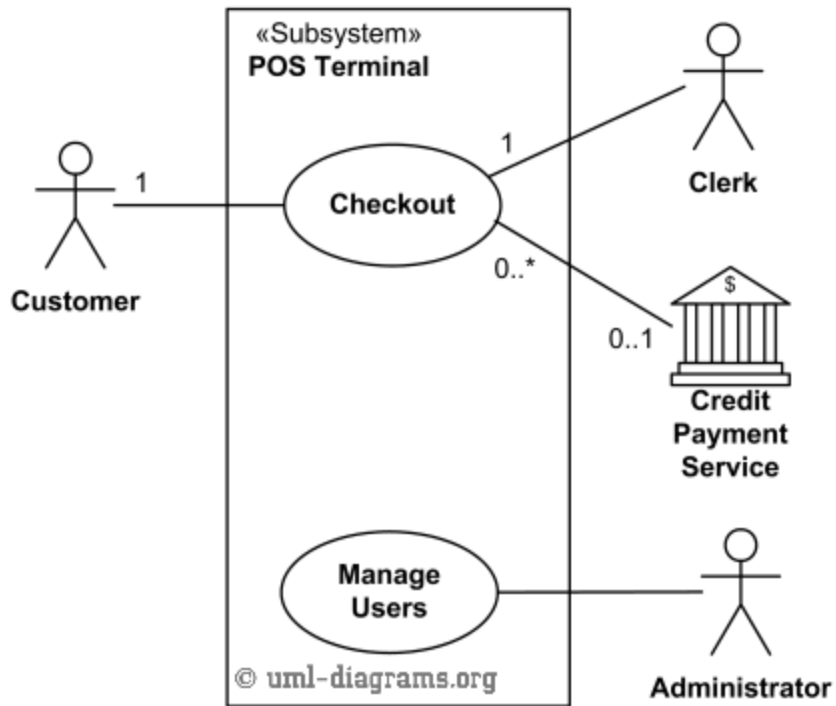 «Subsystem»
POS Terminal
1
Customer
Checkout
1
0..*
Clerk
0..1
$
Credit
Payment
Service
Manage
Users
Administrator
© uml-diagrams.org